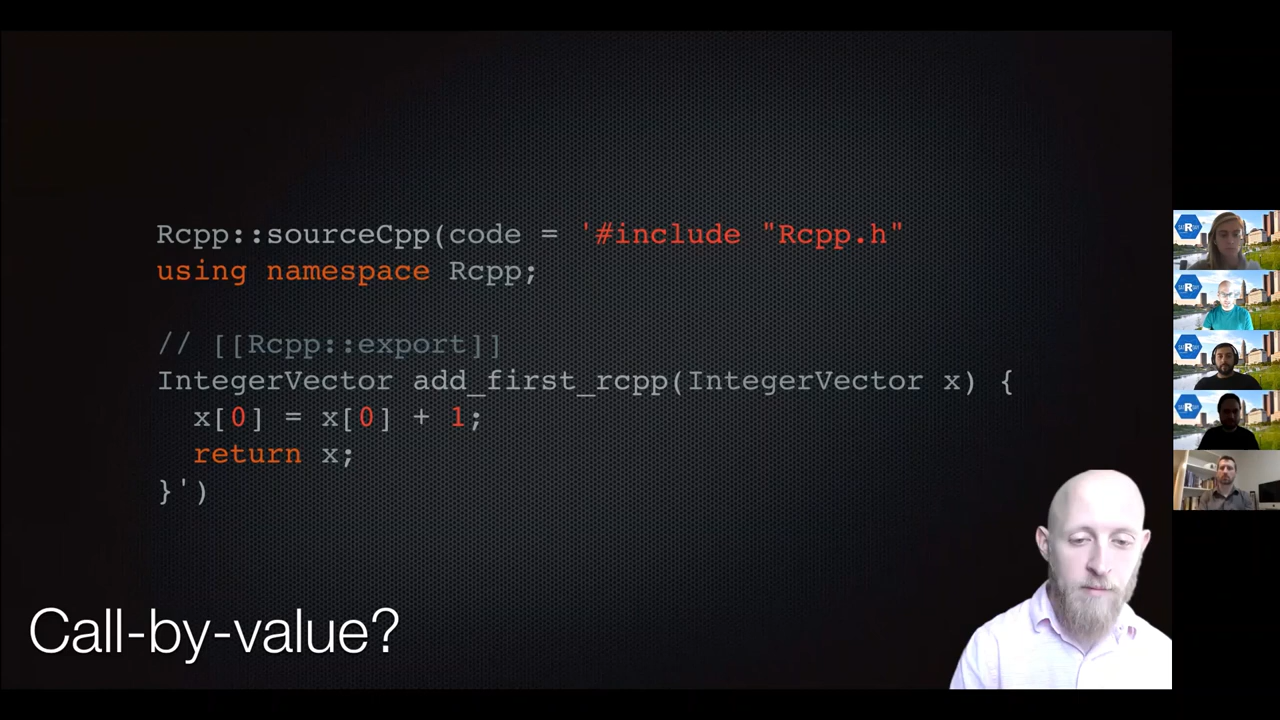 Rcpp::sourceCpp(code = '#include "Rcpp.h"
using namespace Rcpp;
// [[Rcpp::export]]
IntegerVector add_first_rcpp(IntegerVector x) {
  x[0] = x[0] + 1;
  return x;
}')
Call-by-value?
R
R
R
R